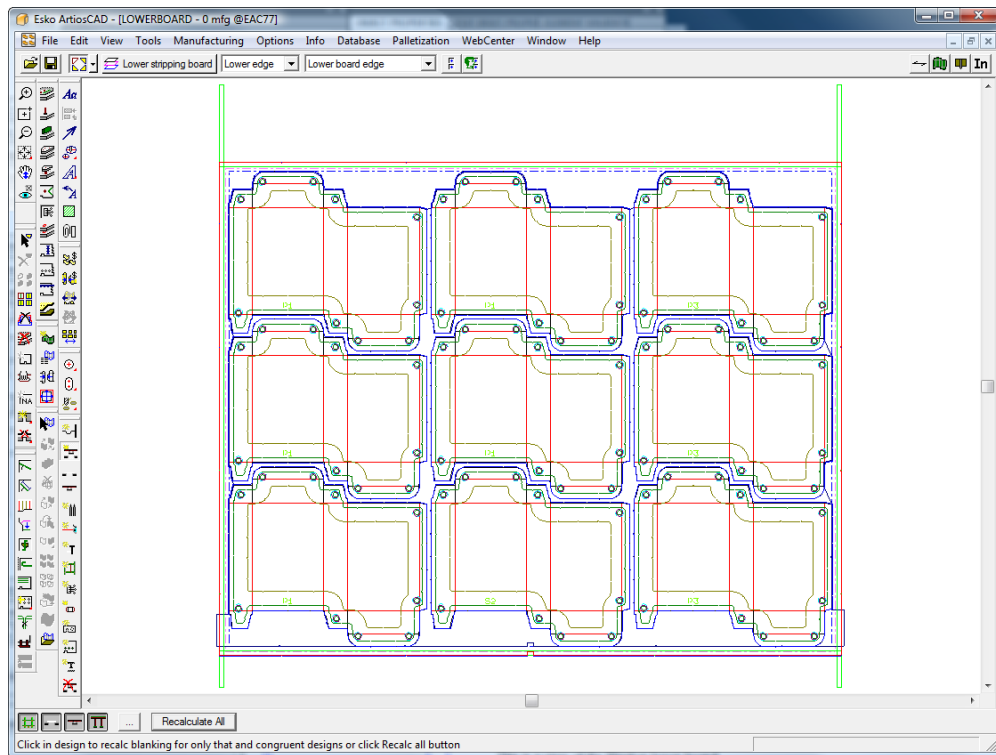 Esko ArtiosCAD - [LOWERBOARD - 0 mfg @EAC77]
File Edit View Tools Manufacturing Options Info Database Palletization WebCenter Window Help
Lower stripping board Lower edge Lower board edge In
Aa
A
INA
T
... Recalculate All
Click in design to recalc blanking for only that and congruent designs or click Recalc all button